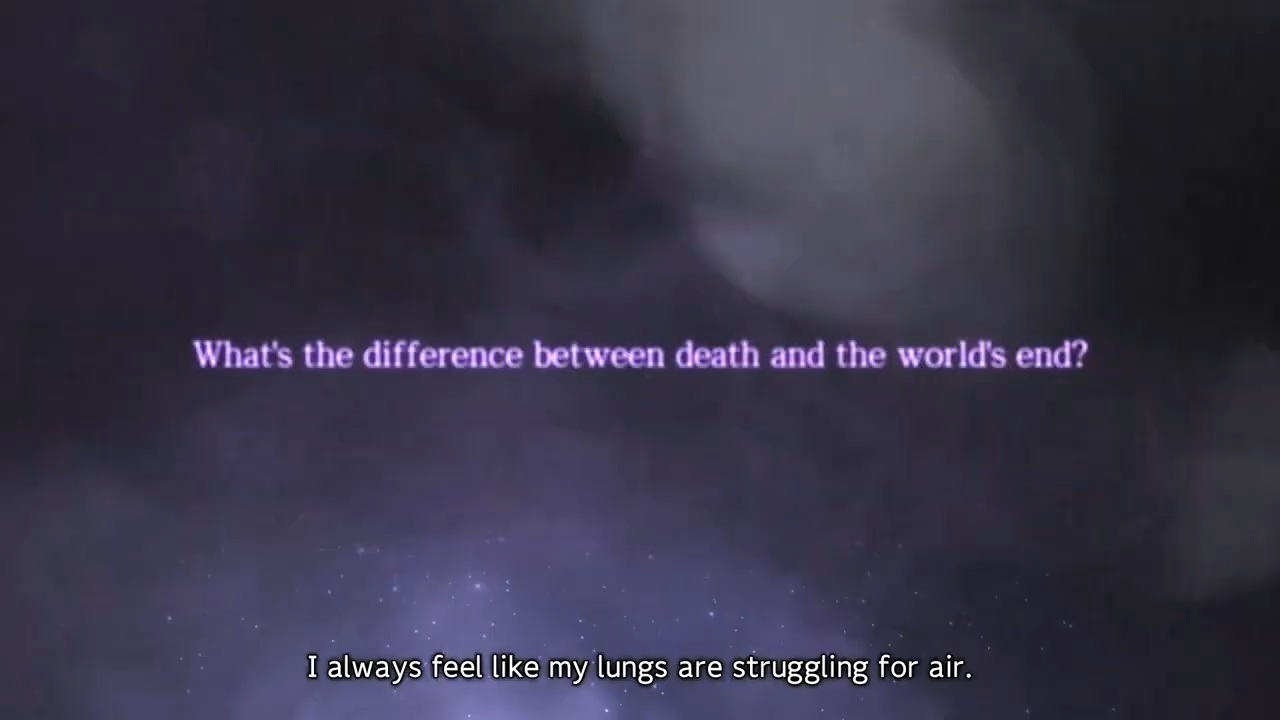 What's the difference between death and the world's end?
I always feel like my lungs are struggling for air.